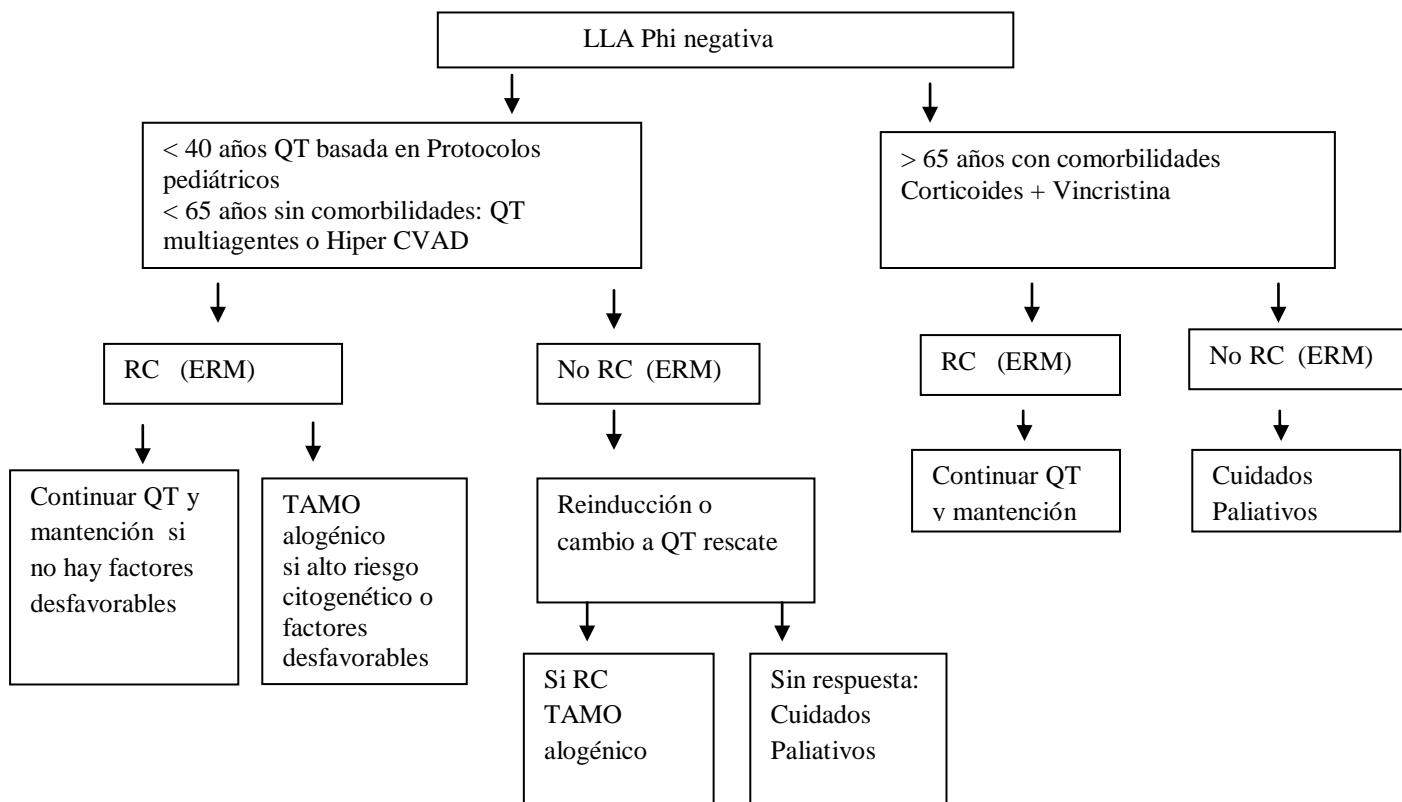 LLA Phi negativa
< 40 años QT basada en Protocolos
pediátricos
< 65 años sin comorbilidades: QT
multiagentes o Hiper CVAD
> 65 años con comorbilidades
Corticoides + Vincristina
RC (ERM)
No RC (ERM)
RC (ERM)
No RC (ERM)
Continuar QT y
mantención si
no hay factores
desfavorables
TAMO
alogénico
si alto riesgo
citogenético o
factores
desfavorables
Reinducción o
cambio a QT rescate
Continuar QT
y mantención
Cuidados
Paliativos
Si RC
TAMO
alogénico
Sin respuesta:
Cuidados
Paliativos